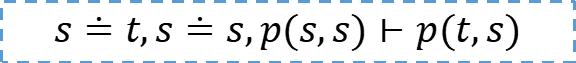 s ≐ t, s ≐ s, p(s, s) ⊢ p(t, s)